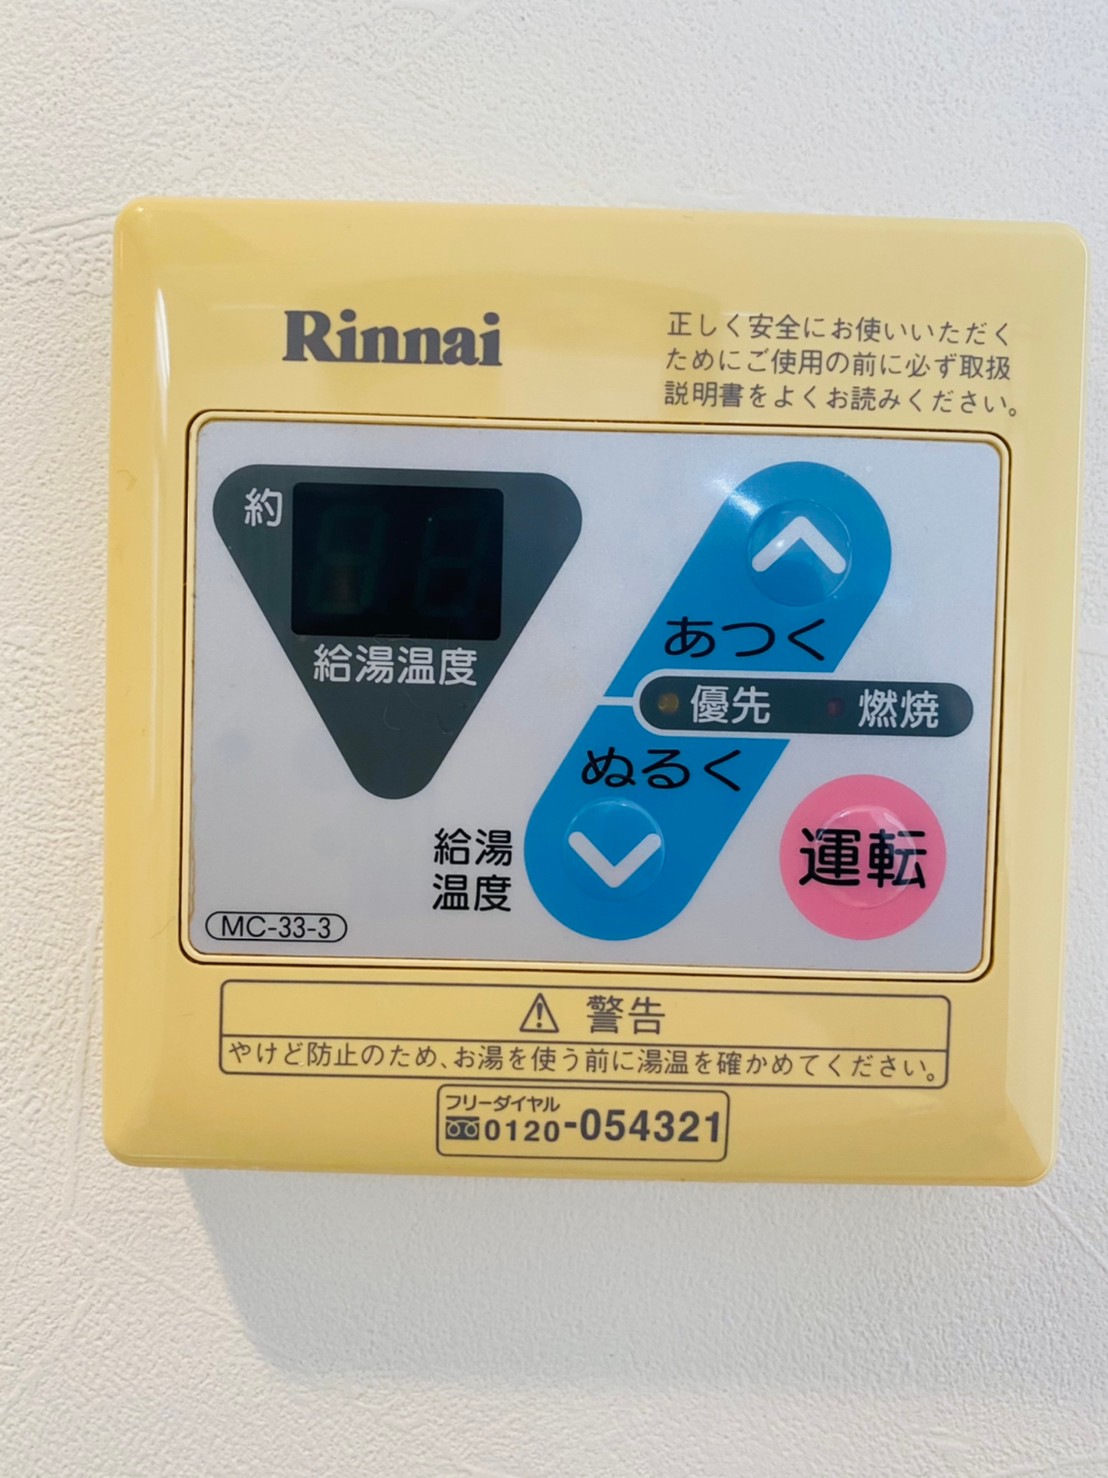 Rinnai
正しく安全にお使いいただく
ためにご使用の前に必ず取扱
説明書をよくお読みください。
約
給湯温度
あつく
優先 燃焼
ぬるく
給湯
温度
運転
MC-33-3
警告
やけど防止のため、お湯を使う前に湯温を確かめてください。
フリーダイヤル
0120-054321